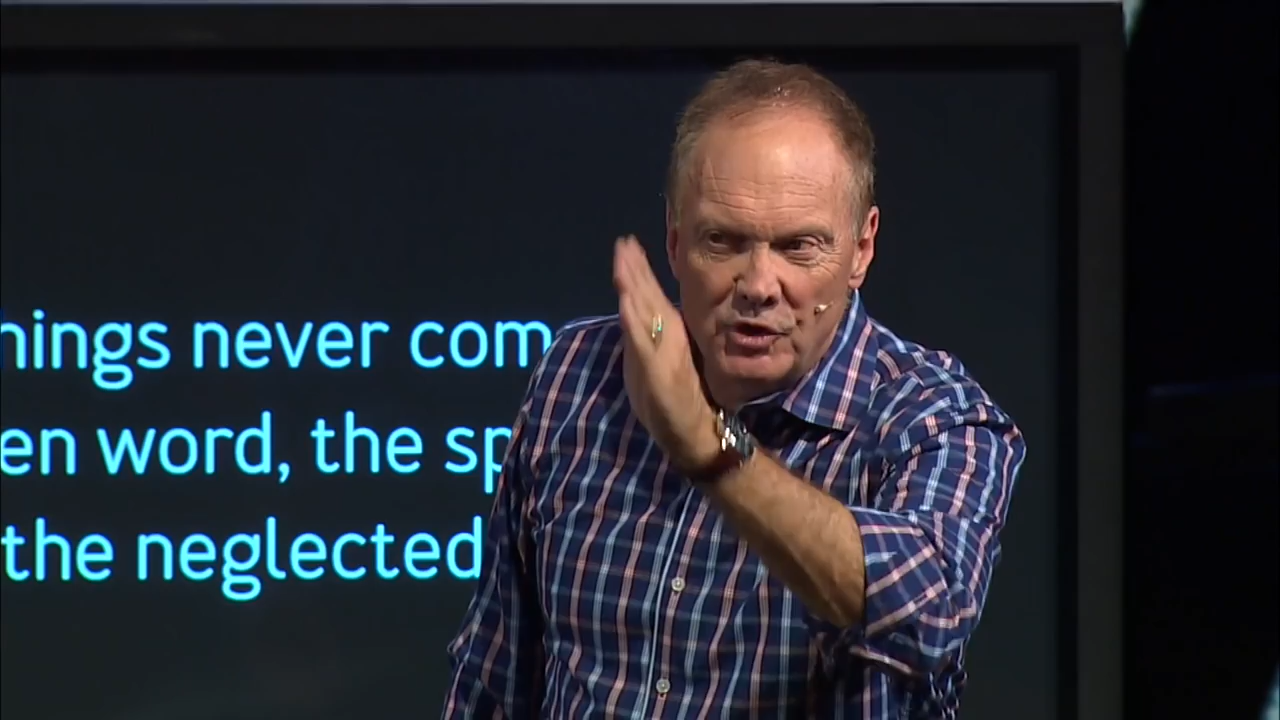 hings never com
en word, the sp
the neglected